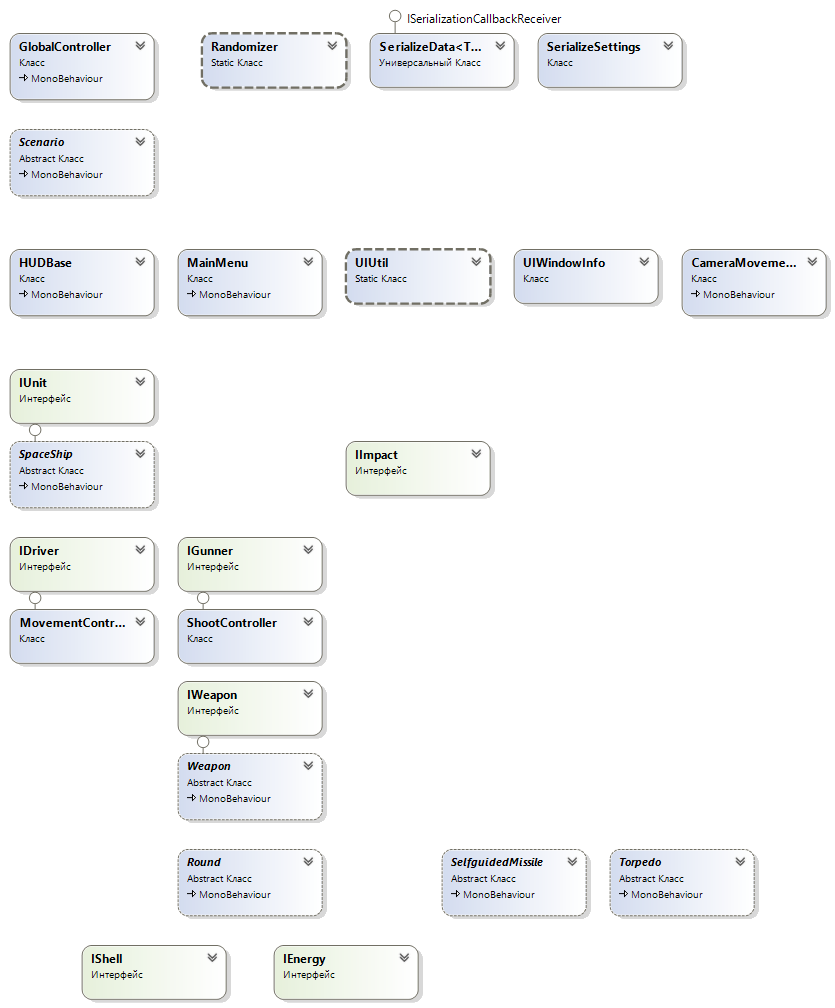 ISerializationCallbackReceiver
GlobalController
Класс
MonoBehaviour
Randomizer
Static Класс
SerializeData<T...
Универсальный Класс
SerializeSettings
Класс
Scenario
Abstract Класс
MonoBehaviour
HUDBase
Класс
MonoBehaviour
MainMenu
Класс
MonoBehaviour
UIUtil
Static Класс
UIWindowInfo
Класс
CameraMoveme...
Класс
MonoBehaviour
IUnit
Интерфейс
SpaceShip
Abstract Класс
MonoBehaviour
IImpact
Интерфейс
IDriver
Интерфейс
IGunner
Интерфейс
MovementContr...
Класс
ShootController
Класс
IWeapon
Интерфейс
Weapon
Abstract Класс
MonoBehaviour
Round
Abstract Класс
MonoBehaviour
SelfguidedMissile
Abstract Класс
MonoBehaviour
Torpedo
Abstract Класс
MonoBehaviour
IShell
Интерфейс
IEnergy
Интерфейс